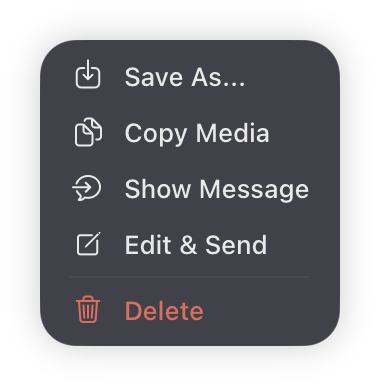 Save As...
Copy Media
Show Message
Edit & Send
Delete